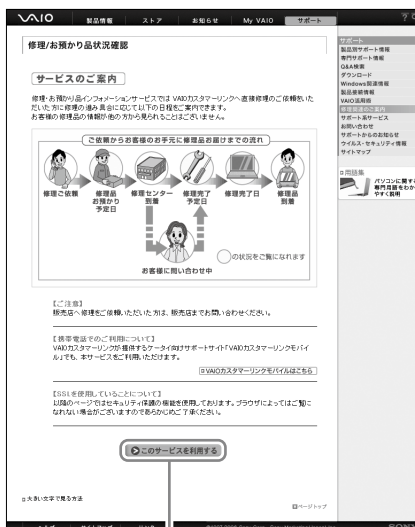 VAIO
製品情報 ストア お知らせ My VAIO サポート
修理/お預かり品状況確認
サービスのご案内
修理・お預かり品インフォメーションサービスでは VAIOカスタマーリンクへ直接修理のご依頼をいた
だいた方に修理の進み具合に応じて以下の日程をご案内できます。
お客様の修理品の情報が他の方から見られることはございません。
ご依頼からお客様のお手元に修理品お届けまでの流れ
修理ご依頼 修理品お預かり予定日 修理センター到着 修理完了予定日 修理完了日 修理品到着
お客様に問い合わせ中
の状況をご覧になれます
【ご注意】
販売店へ修理をご依頼いただいた方は、販売店までお問い合わせください。
【携帯電話でのご利用について】
VAIOカスタマーリンクが提供するケータイ向けサポートサイト「VAIOカスタマーリンクモバイ
ル」でも、本サービスをご利用いただけます。
VAIOカスタマーリンクモバイルはこちら
【SSLを使用していることについて】
以降のページではセキュリティ保護の機能を使用しております。ブラウザによってはご覧に
なれない場合がございますのであらかじめご了承ください。
このサービスを利用する
大きい文字で見る方法
ページトップ
サポート
製品別サポート情報
専門サポート情報
Q&A検索
ダウンロード
Windows関連情報
製品接続情報
VAIO活用術
修理関連のご案内
サポート系サービス
お問い合わせ
サポートからのお知らせ
ウイルス・セキュリティ情報
サイトマップ
用語集
パソコンに関する
専門用語をわか
やすく説明